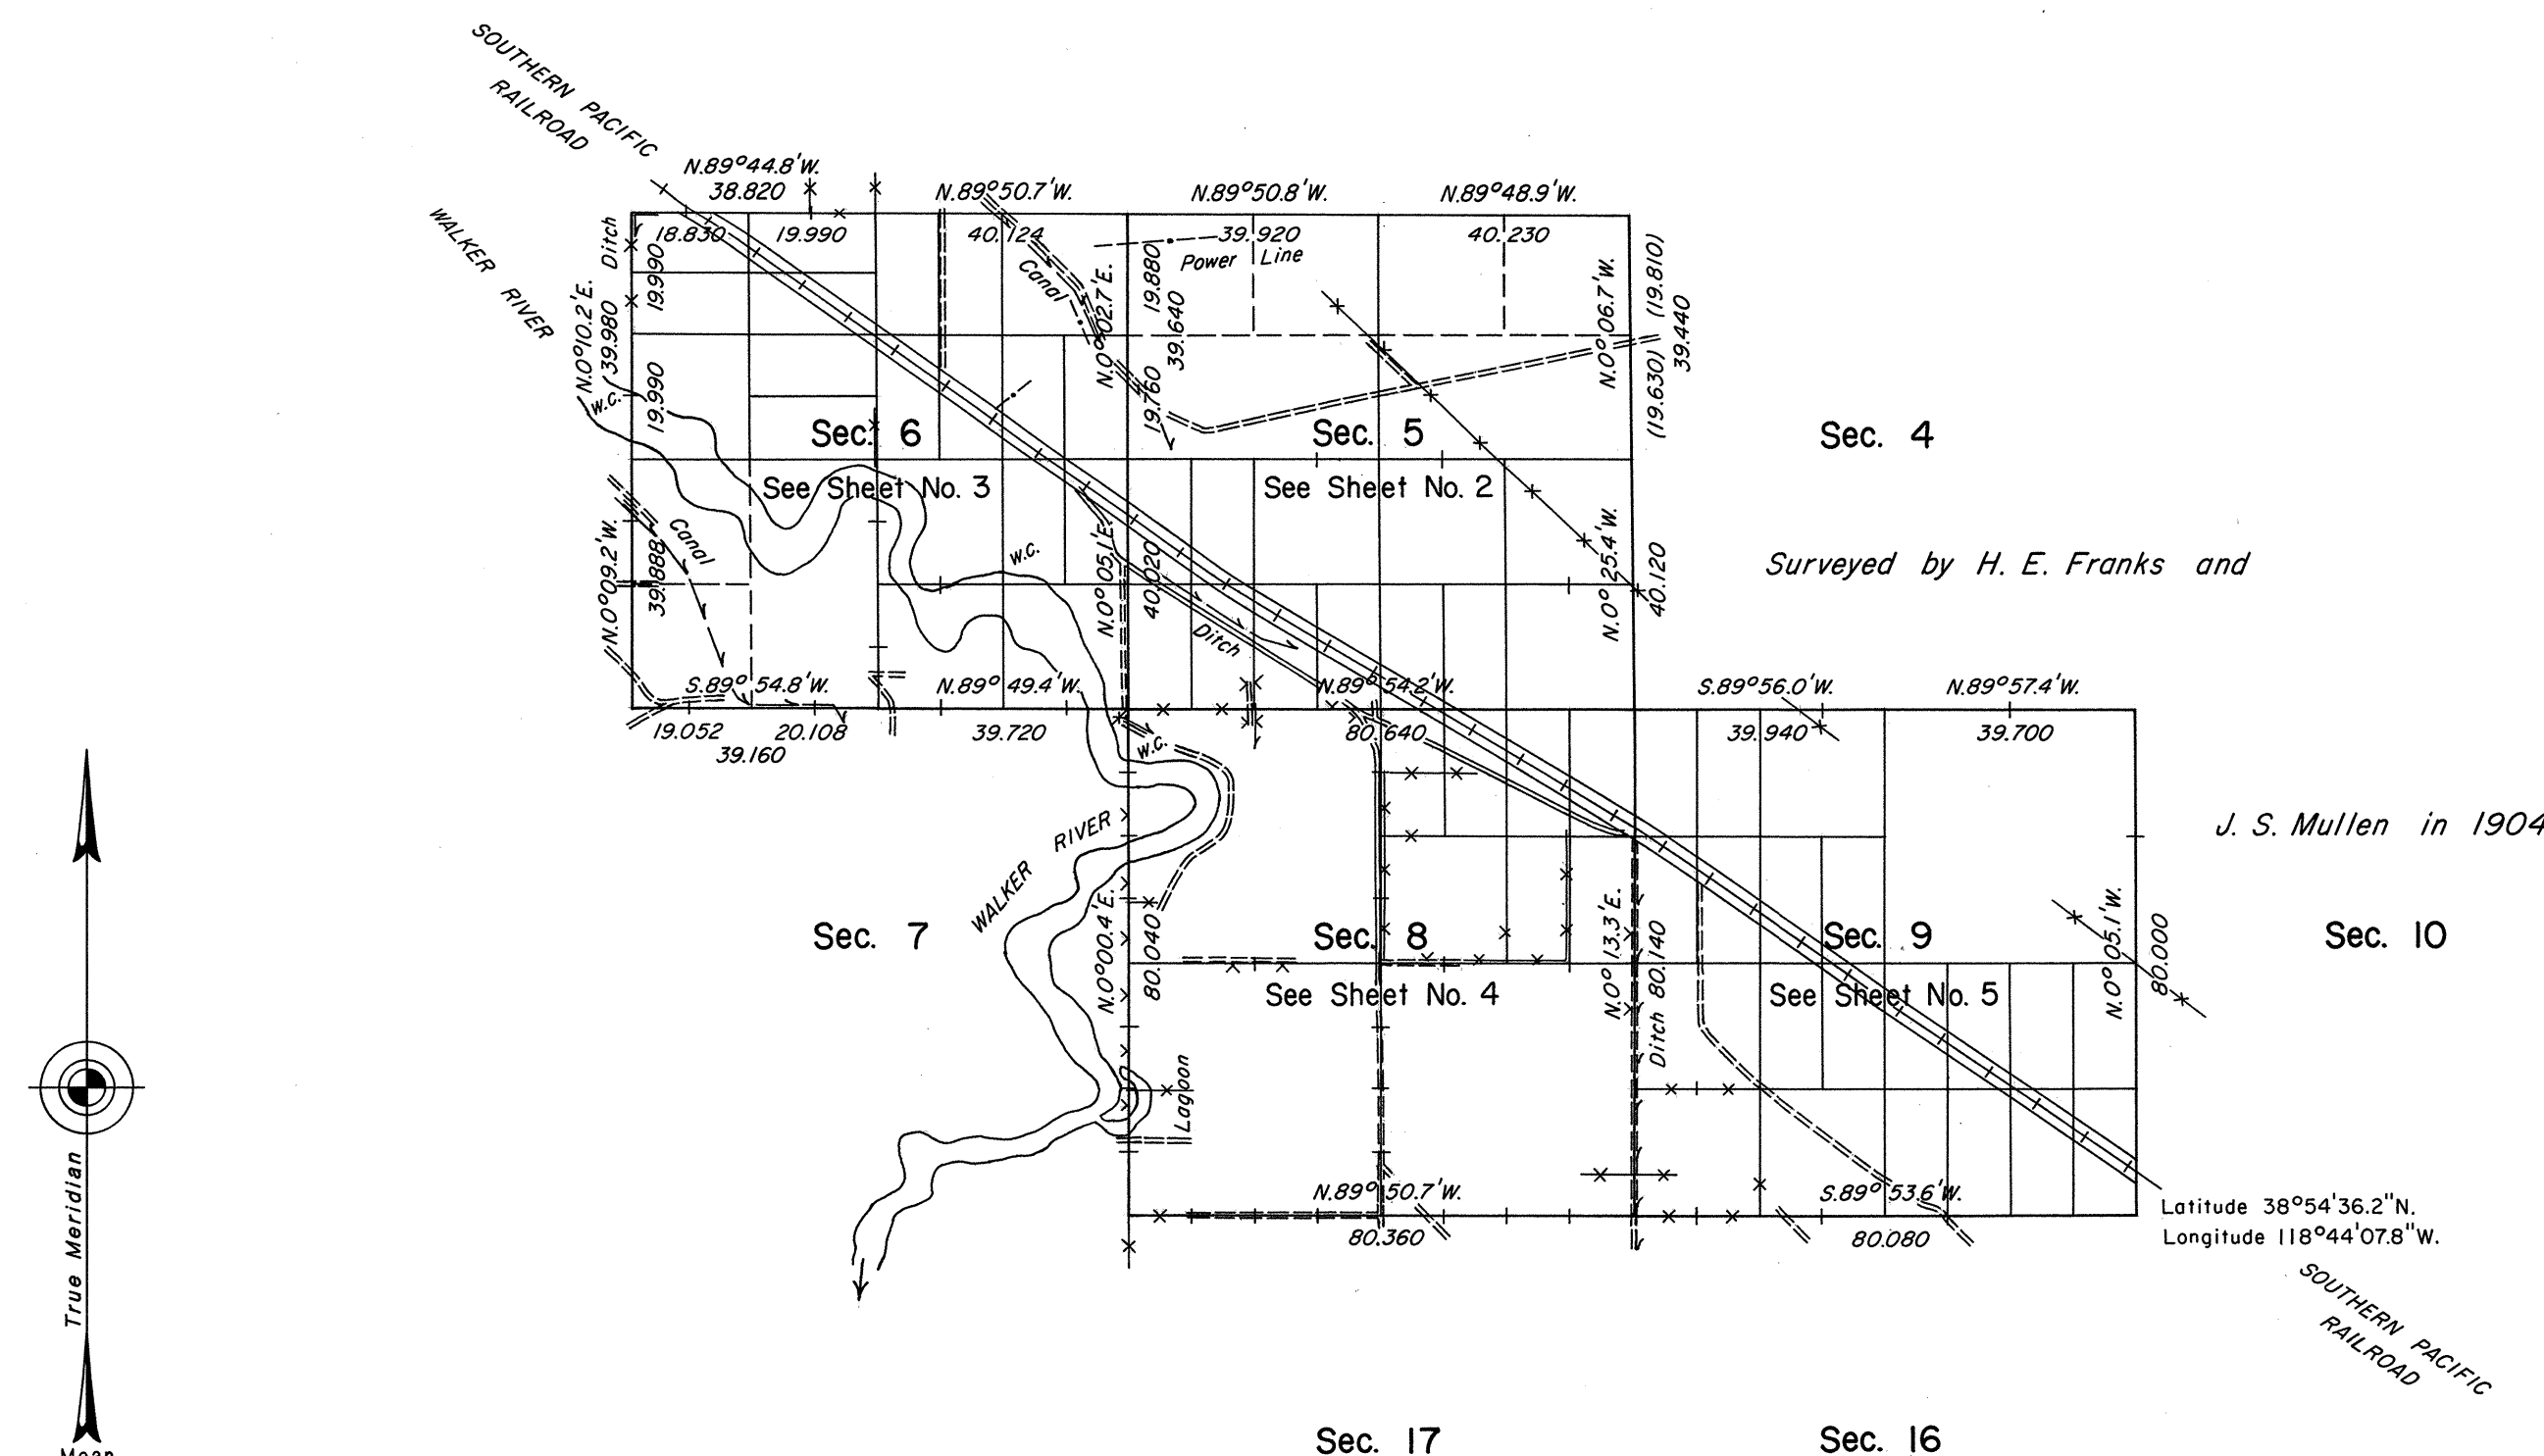 SOUTHERN PACIFIC
RAILROAD
WALKER RIVER
N.89°44.8'W.
38.820
N.89°50.7'W.
N.89°50.8'W.
N.89°48.9'W.
18.830
19.990
40.124
39.920
40.230
Ditch
19.990
Canal
19.880
Power Line
(19.810)
N.0°10.2'E.
39.980
N.0°02.7'E.
39.640
N.0°06.7'W.
39.440
W.C.
19.990
19.760
(19.630)
Sec. 6
Sec. 5
Sec. 4
See Sheet No. 3
See Sheet No. 2
Canal
N.0°09.2'W.
39.888
W.C.
N.0°05.1'E.
40.020
N.0°25.4'W.
40.120
Surveyed by H. E. Franks and
Ditch
S.89°54.8'W.
N.89°49.4'W.
N.89°54.2'W.
S.89°56.0'W.
N.89°57.4'W.
19.052
20.108
39.720
80.640
39.940
39.700
39.160
W.C.
WALKER RIVER
J. S. Mullen in 1904
Sec. 7
Sec. 8
Sec. 9
Sec. 10
N.0°00.4'E.
80.040
N.0°13.3'E.
Ditch 80.140
N.0°05.1'W.
80.000
See Sheet No. 4
See Sheet No. 5
Lagoon
True Meridian
N.89°50.7'W.
S.89°53.6'W.
80.360
80.080
Latitude 38°54'36.2"N.
Longitude 118°44'07.8"W.
SOUTHERN PACIFIC
RAILROAD
Sec. 17
Sec. 16
Mean